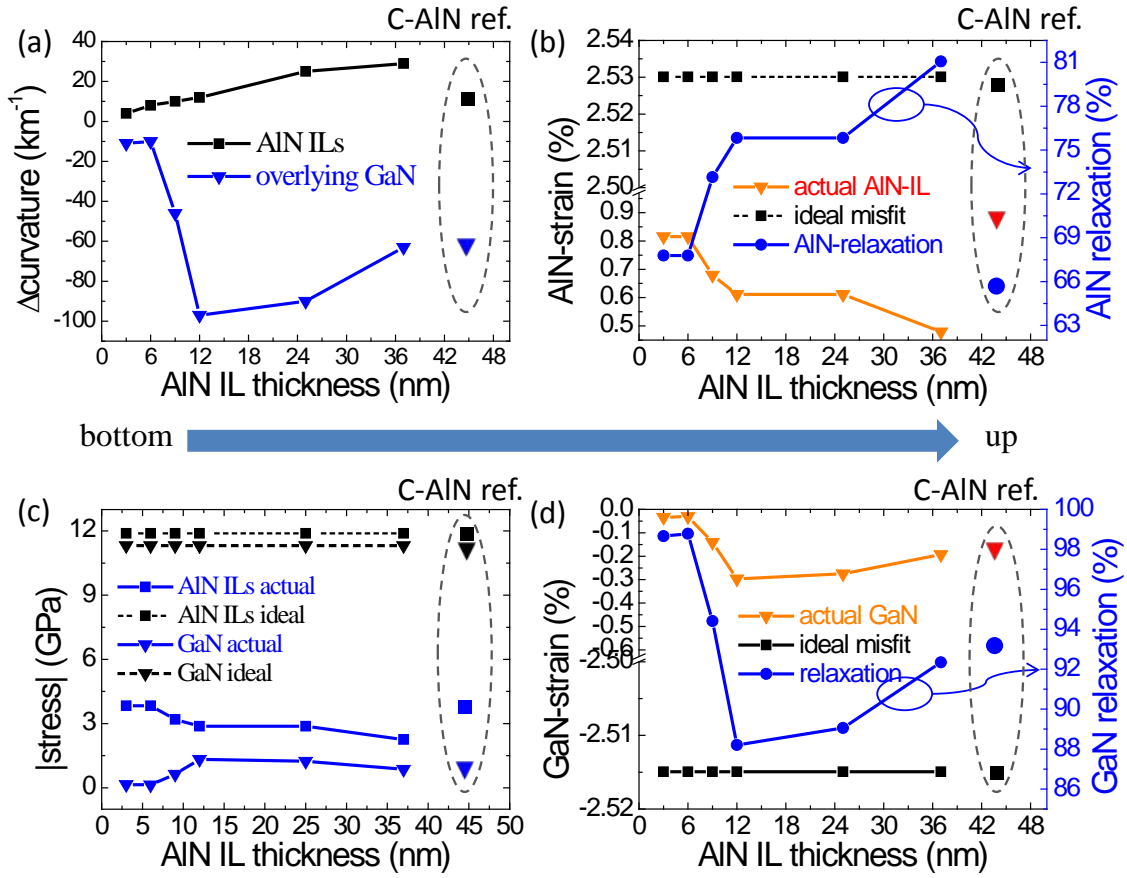 C-AlN ref.
(a)
40
20
0
-20
-40
-60
-80
-100
Δcurvature (km⁻¹)
AlN ILs
overlying GaN
0 6 12 18 24 30 36 42 48
AlN IL thickness (nm)
C-AlN ref.
(b)
2.54
2.53
2.52
2.51
2.50
0.9
0.8
0.7
0.6
0.5
AlN-strain (%)
actual AlN-IL
ideal misfit
AlN-relaxation
81
78
75
72
69
66
63
AlN relaxation (%)
0 6 12 18 24 30 36 42 48
AlN IL thickness (nm)
bottom
up
C-AlN ref.
(c)
12
9
6
3
0
|stress| (GPa)
AlN ILs actual
AlN ILs ideal
GaN actual
GaN ideal
0 5 10 15 20 25 30 35 40 45 50
AlN IL thickness (nm)
C-AlN ref.
(d)
0.0
-0.1
-0.2
-0.3
-0.4
-0.5
-0.6
-2.50
-2.51
-2.52
GaN-strain (%)
actual GaN
ideal misfit
relaxation
100
98
96
94
92
90
88
86
GaN relaxation (%)
0 6 12 18 24 30 36 42 48
AlN IL thickness (nm)